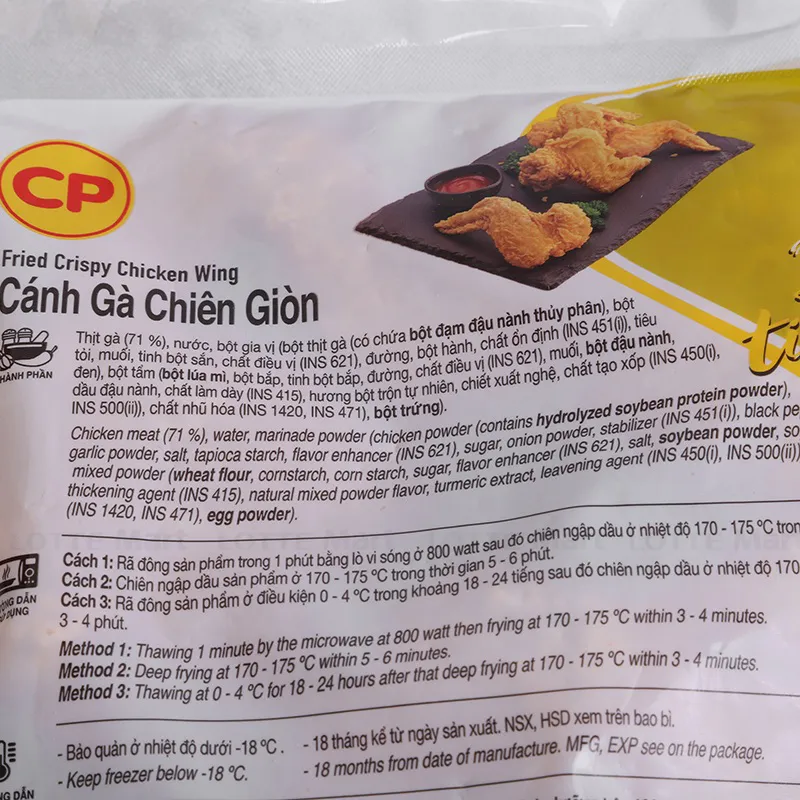 CP
Fried Crispy Chicken Wing
Cánh Gà Chiên Giòn
THÀNH PHẦN
Thịt gà (71 %), nước, bột gia vị (bột thịt gà (có chứa bột đạm đậu nành thủy phân), bột
tỏi, muối, tinh bột sắn, chất điều vị (INS 621), đường, bột hành, chất ổn định (INS 451(i)), tiêu
đen), bột tẩm (bột lúa mì, bột bắp, tinh bột bắp, đường, chất điều vị (INS 621), muối, bột đậu nành,
dầu đậu nành, chất làm dày (INS 415), hương bột trộn tự nhiên, chiết xuất nghệ, chất tạo xốp (INS 450(i),
INS 500(ii)), chất nhũ hóa (INS 1420, INS 471), bột trứng).
Chicken meat (71 %), water, marinade powder (chicken powder (contains hydrolyzed soybean protein powder),
garlic powder, salt, tapioca starch, flavor enhancer (INS 621), sugar, onion powder, stabilizer (INS 451(i)), black
mixed powder (wheat flour, cornstarch, corn starch, sugar, flavor enhancer (INS 621), salt, soybean powder,
thickening agent (INS 415), natural mixed powder flavor, turmeric extract, leavening agent (INS 450(i), INS 500(ii))
(INS 1420, INS 471), egg powder).
LOTTE Mart
Cách 1: Rã đông sản phẩm trong 1 phút bằng lò vi sóng ở 800 watt sau đó chiên ngập dầu ở nhiệt độ 170 - 175 ºC
Cách 2: Chiên ngập dầu sản phẩm ở 170 - 175 ºC trong thời gian 5 - 6 phút.
Cách 3: Rã đông sản phẩm ở điều kiện 0 - 4 ºC trong khoảng 18 - 24 tiếng sau đó chiên ngập dầu ở nhiệt độ 170
3 - 4 phút.
Method 1: Thawing 1 minute by the microwave at 800 watt then frying at 170 - 175 ºC within 3 - 4 minutes.
Method 2: Deep frying at 170 - 175 ºC within 5 - 6 minutes.
Method 3: Thawing at 0 - 4 ºC for 18 - 24 hours after that deep frying at 170 - 175 ºC within 3 - 4 minutes.
- Bảo quản ở nhiệt độ dưới -18 ºC.
- Keep freezer below -18 ºC.
- 18 tháng kể từ ngày sản xuất. NSX, HSD xem trên bao bì.
- 18 months from date of manufacture. MFG, EXP see on the package.